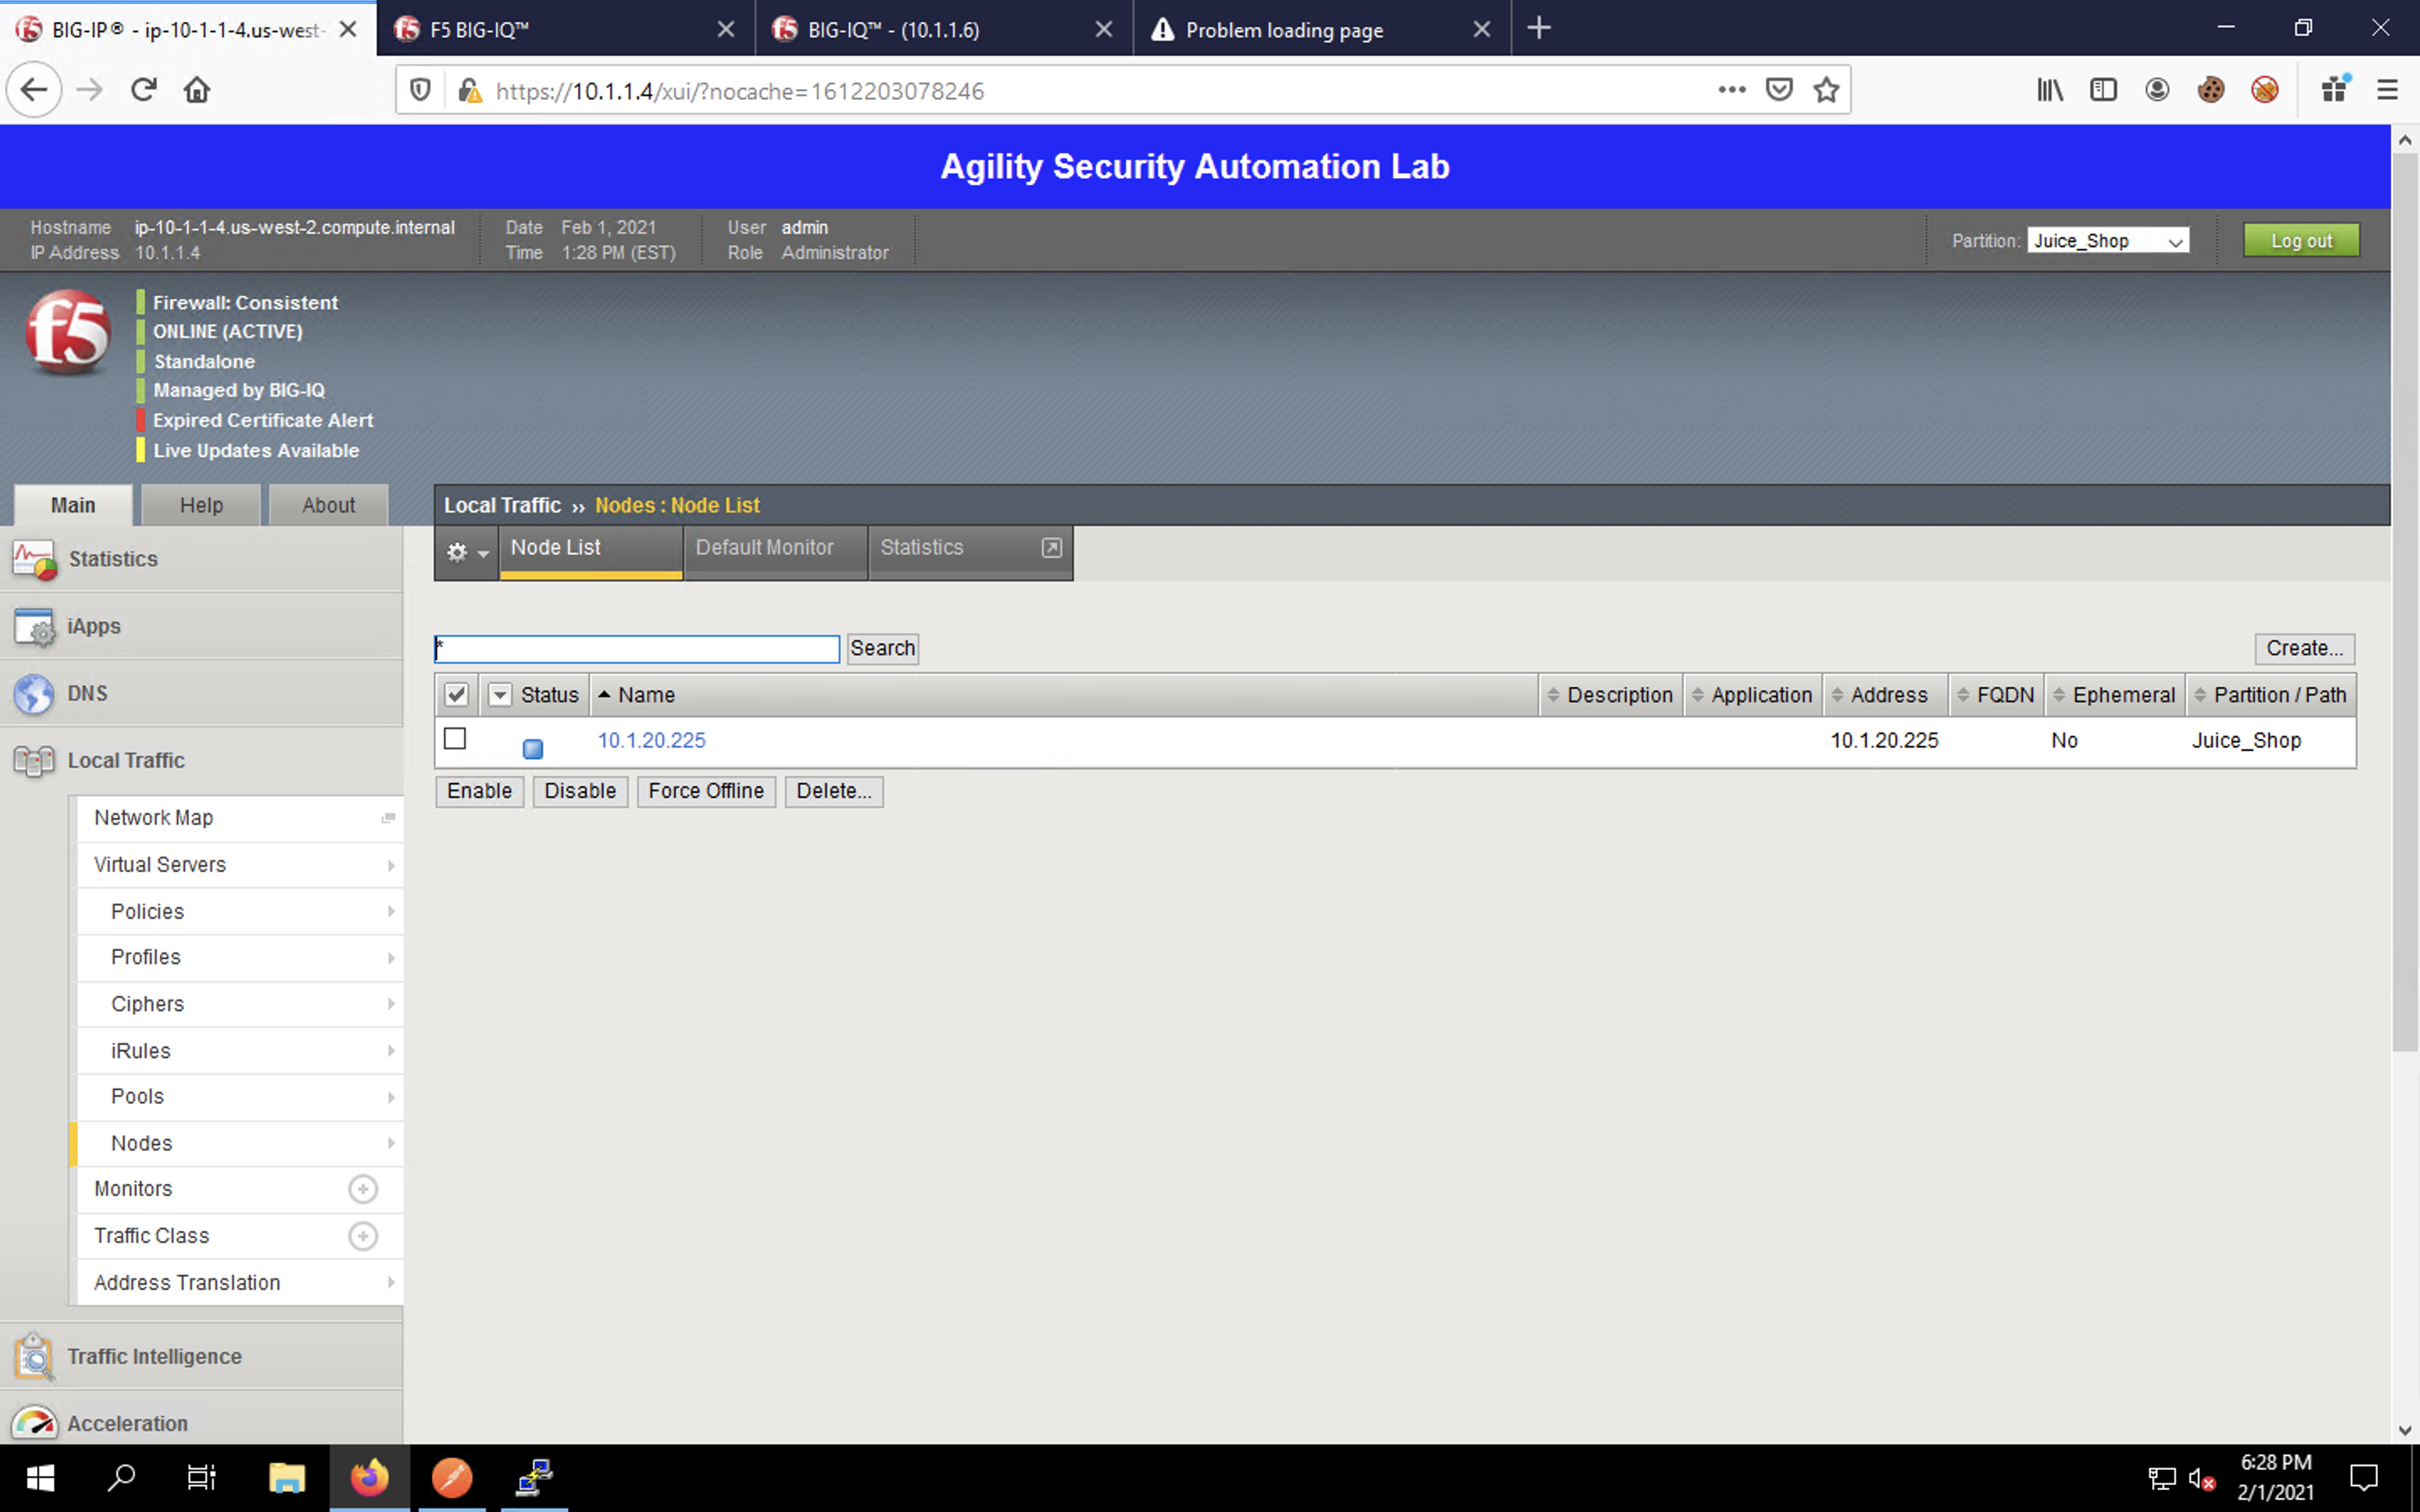 BIG-IP® - ip-10-1-1-4.us-west-
F5 BIG-IQ™
BIG-IQ™ - (10.1.1.6)
Problem loading page
https://10.1.1.4/xui/?nocache=1612203078246
Agility Security Automation Lab
Hostname ip-10-1-1-4.us-west-2.compute.internal
IP Address 10.1.1.4
Date Feb 1, 2021
Time 1:28 PM (EST)
User admin
Role Administrator
Partition: Juice_Shop
Log out
f5
Firewall: Consistent
ONLINE (ACTIVE)
Standalone
Managed by BIG-IQ
Expired Certificate Alert
Live Updates Available
Main Help About
Local Traffic ›› Nodes : Node List
Node List Default Monitor Statistics
Statistics
iApps
DNS
Local Traffic
Network Map
Virtual Servers
Policies
Profiles
Ciphers
iRules
Pools
Nodes
Monitors
Traffic Class
Address Translation
Traffic Intelligence
Acceleration
* Search Create...
Status Name Description Application Address FQDN Ephemeral Partition / Path
10.1.20.225 10.1.20.225 No Juice_Shop
Enable Disable Force Offline Delete...
6:28 PM
2/1/2021